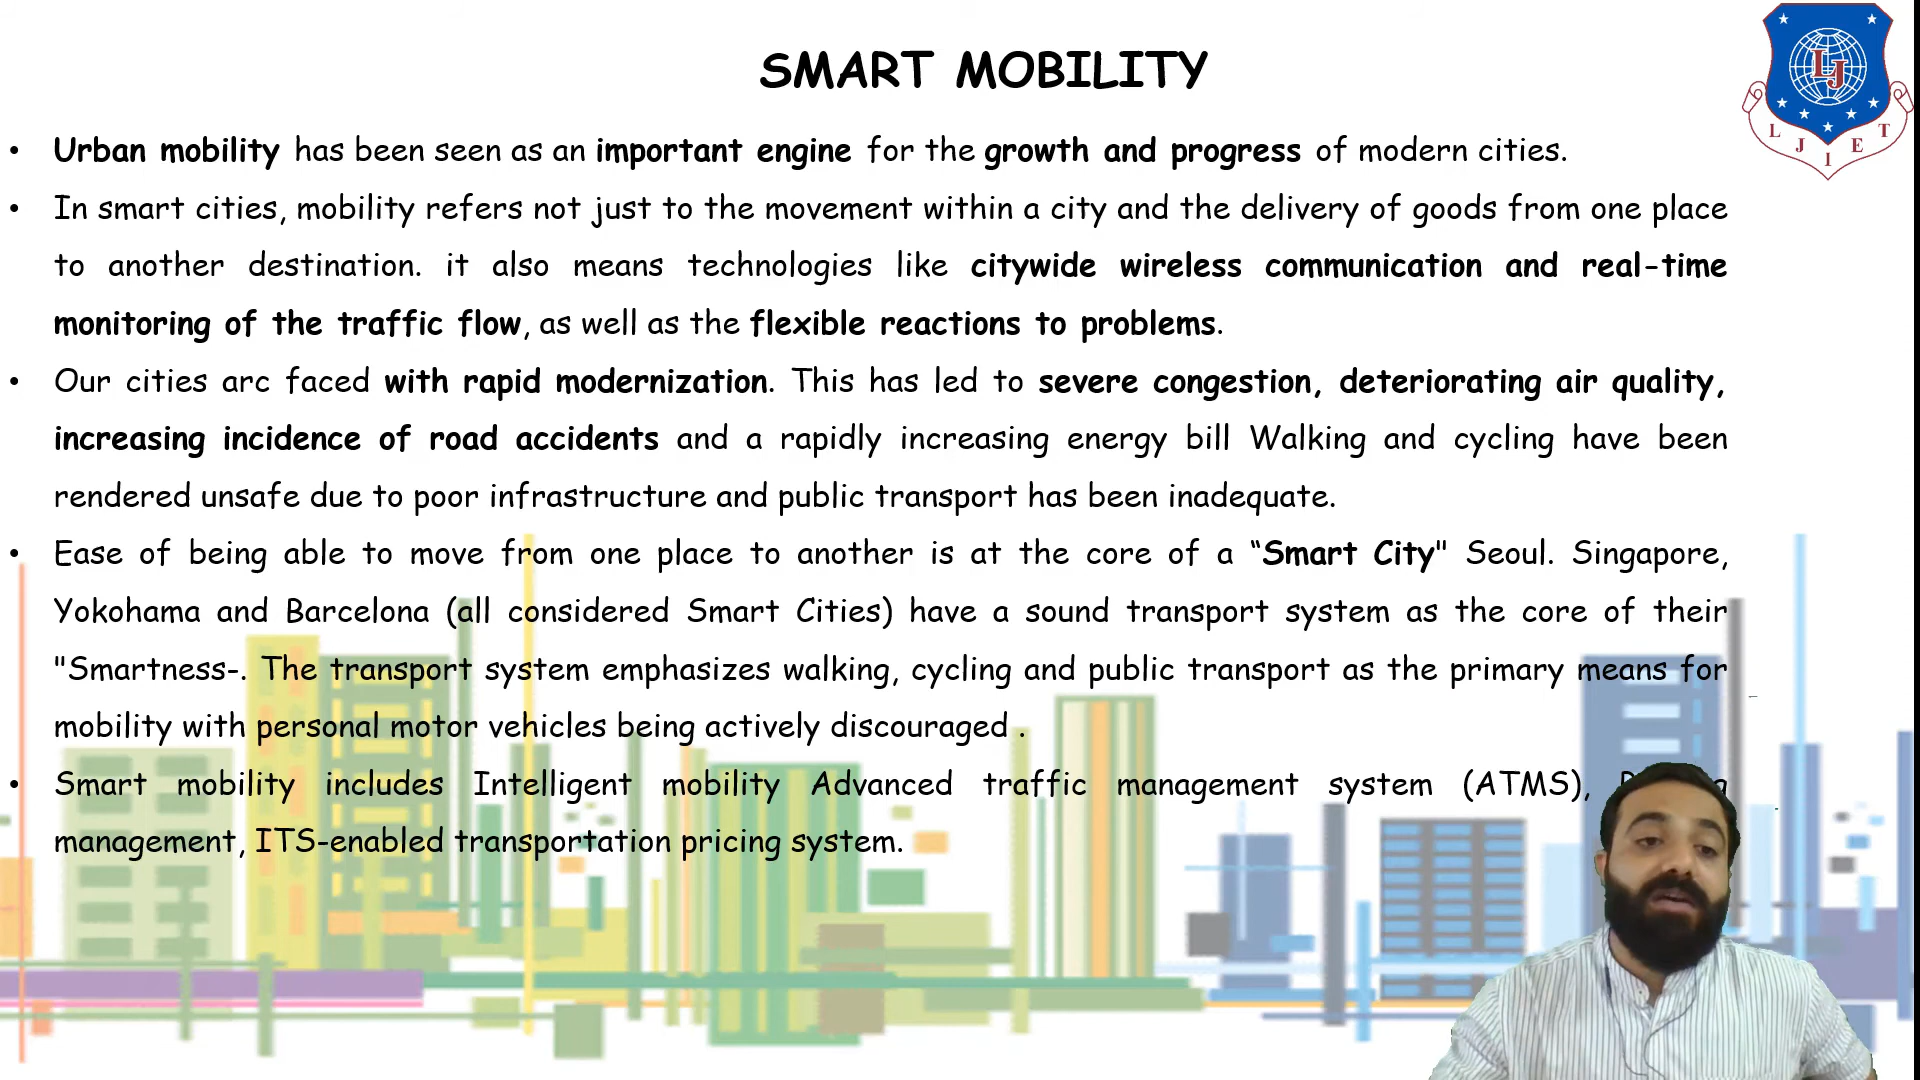 SMART MOBILITY
• Urban mobility has been seen as an important engine for the growth and progress of modern cities.
• In smart cities, mobility refers not just to the movement within a city and the delivery of goods from one place
to another destination. it also means technologies like citywide wireless communication and real-time
monitoring of the traffic flow, as well as the flexible reactions to problems.
• Our cities arc faced with rapid modernization. This has led to severe congestion, deteriorating air quality,
increasing incidence of road accidents and a rapidly increasing energy bill Walking and cycling have been
rendered unsafe due to poor infrastructure and public transport has been inadequate.
• Ease of being able to move from one place to another is at the core of a “Smart City" Seoul. Singapore,
Yokohama and Barcelona (all considered Smart Cities) have a sound transport system as the core of their
"Smartness-. The transport system emphasizes walking, cycling and public transport as the primary means for
mobility with personal motor vehicles being actively discouraged .
• Smart mobility includes Intelligent mobility Advanced traffic management system (ATMS),
management, ITS-enabled transportation pricing system.
LJ
L J I E T